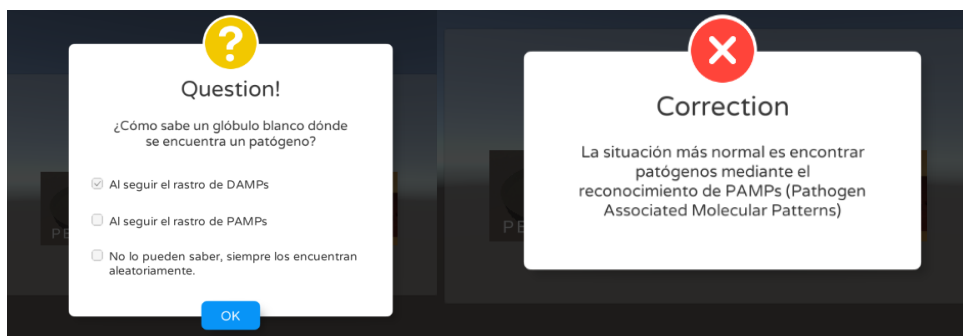 Question!
¿Cómo sabe un glóbulo blanco dónde
se encuentra un patógeno?
Al seguir el rastro de DAMPs
Al seguir el rastro de PAMPs
No lo pueden saber, siempre los encuentran
aleatoriamente.
OK
Correction
La situación más normal es encontrar
patógenos mediante el
reconocimiento de PAMPs (Pathogen
Associated Molecular Patterns)